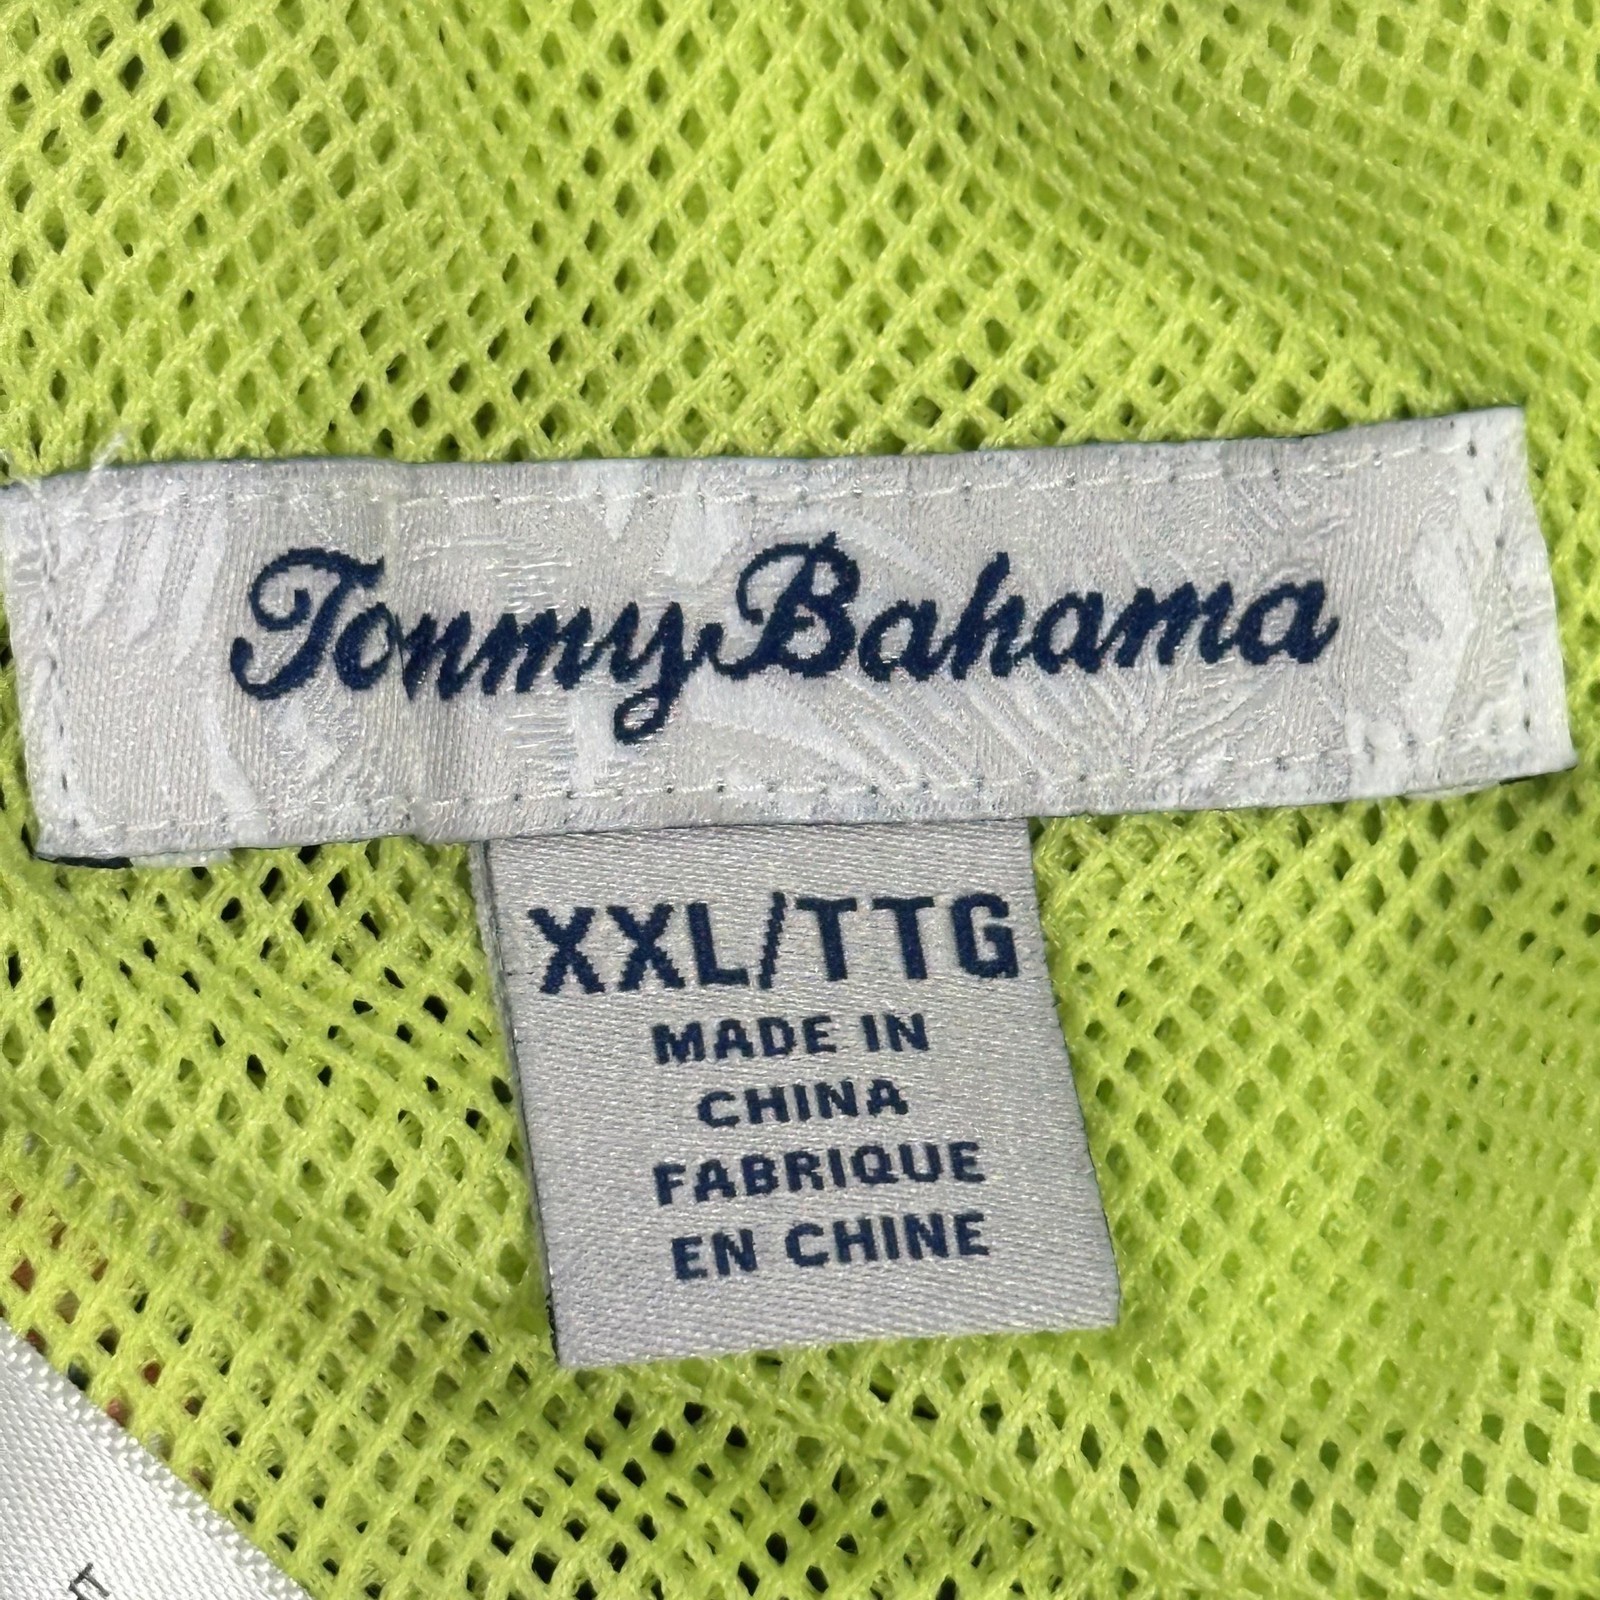 Tommy Bahama
XXL/TTG
MADE IN
CHINA
FABRIQUE
EN CHINE